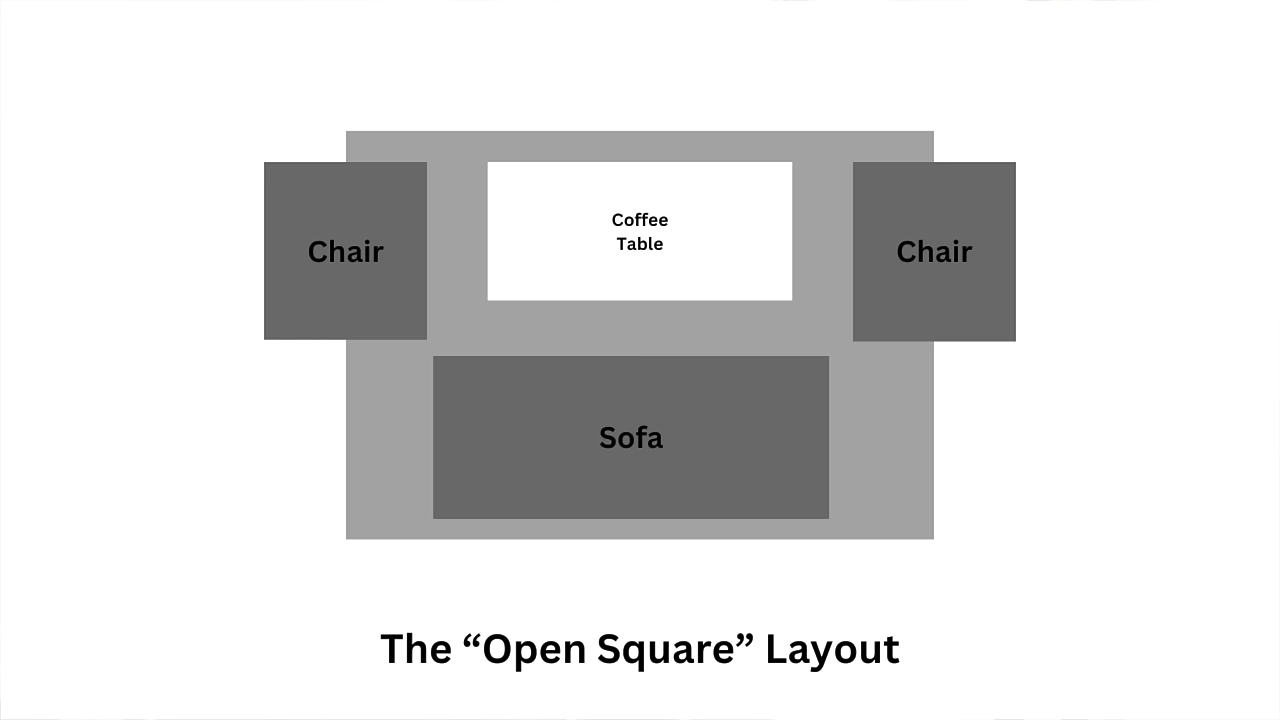 Coffee
Table
Chair
Chair
Sofa
The “Open Square” Layout